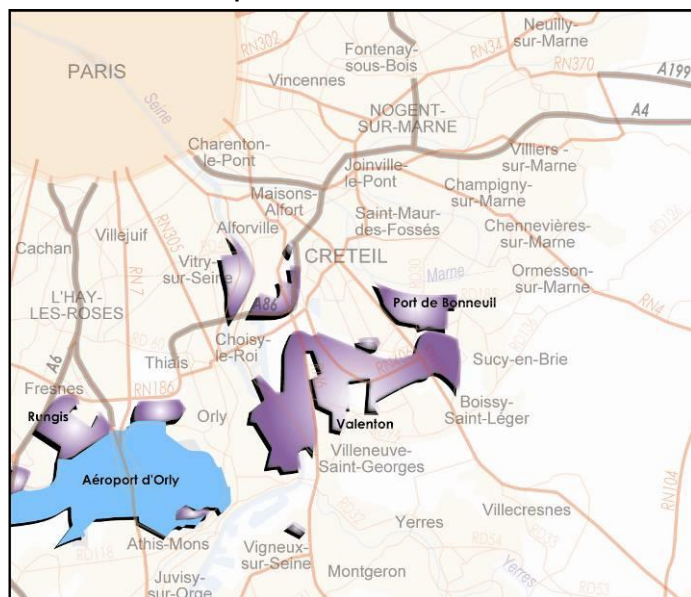 Neuilly-
sur-Marne
Fontenay-
sous-Bois
RN302
RN34
RN370
A199
PARIS
Vincennes
Seine
A4
NOGENT
SUR-MARNE
Charenton-
le-Pont
Joinville-
le-Pont
Villiers -
sur-Marne
Maisons-
Alfort
Champigny-
sur-Marne
Saint-Maur-
des-Fossés
Alforville
Chennevières-
sur-Marne
Cachan
Villejuif
RN305
RN7
Vitry-
sur-Seine
CRETEIL
Marne
Ormesson-
sur-Marne
RN4
L'HAY-
LES-ROSES
A86
Port de Bonneuil
Choisy-
le-Roi
Thiais
A6
Sucy-en-Brie
Fresnes
RN186
Boissy-
Saint-Léger
Rungis
Orly
Valenton
Villeneuve-
Saint-Georges
Aéroport d'Orly
RN104
Villecresnes
Yerres
Athis-Mons
Vigneux-
sur-Seine
RD54
RD33
Yerres
Montgeron
Juvisy-
sur-Orge